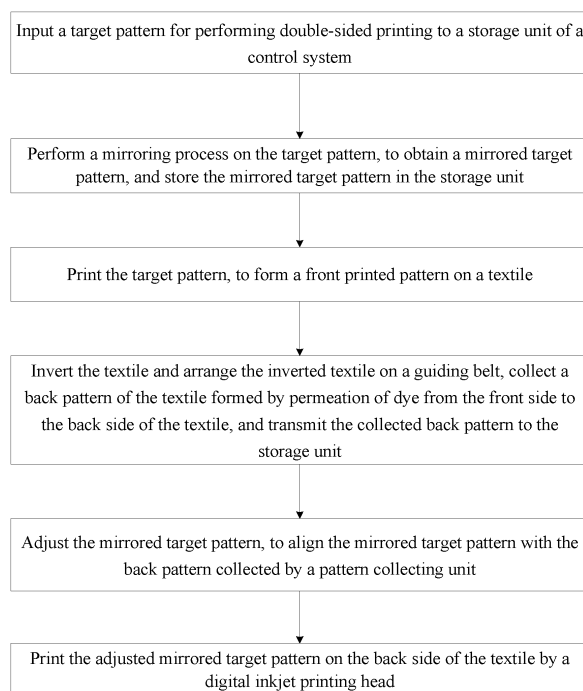 Input a target pattern for performing double-sided printing to a storage unit of a
control system
Perform a mirroring process on the target pattern, to obtain a mirrored target
pattern, and store the mirrored target pattern in the storage unit
Print the target pattern, to form a front printed pattern on a textile
Invert the textile and arrange the inverted textile on a guiding belt, collect a
back pattern of the textile formed by permeation of dye from the front side to
the back side of the textile, and transmit the collected back pattern to the
storage unit
Adjust the mirrored target pattern, to align the mirrored target pattern with the
back pattern collected by a pattern collecting unit
Print the adjusted mirrored target pattern on the back side of the textile by a
digital inkjet printing head